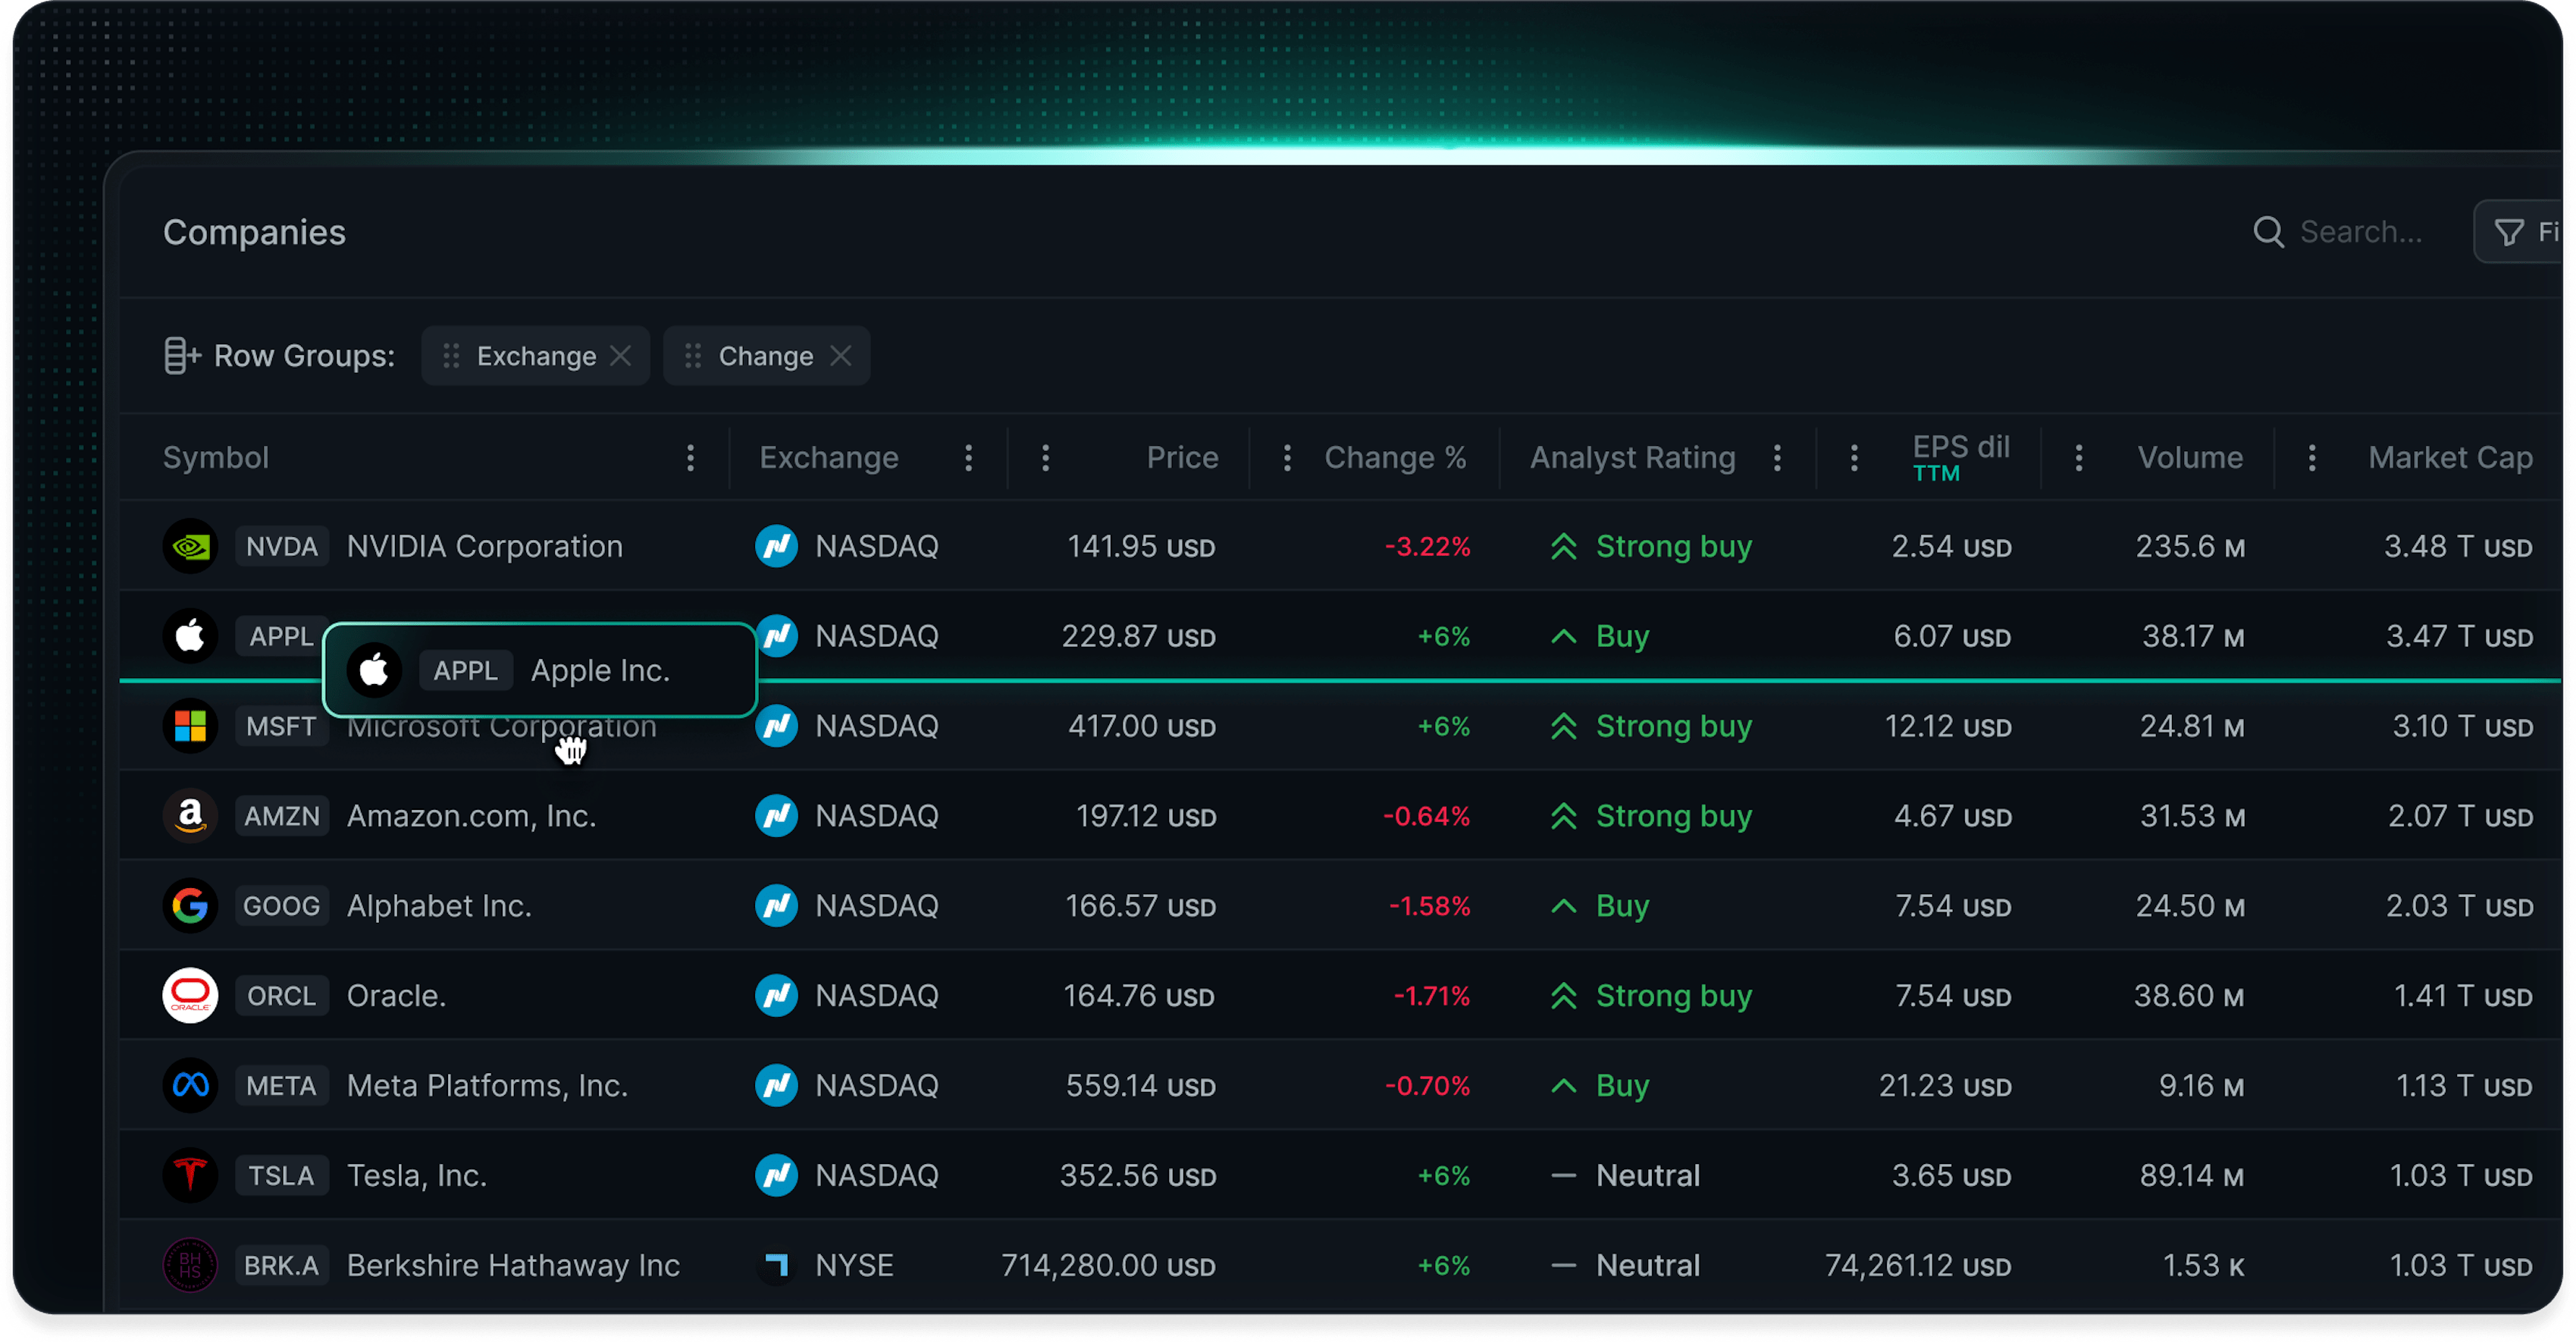 Companies Search... Fi
Row Groups: Exchange Change
Symbol Exchange Price Change % Analyst Rating EPS dil TTM Volume Market Cap
NVDA NVIDIA Corporation NASDAQ 141.95 USD -3.22% Strong buy 2.54 USD 235.6 M 3.48 T USD
APPL NASDAQ 229.87 USD +6% Buy 6.07 USD 38.17 M 3.47 T USD
APPL Apple Inc.
MSFT Microsoft Corporation NASDAQ 417.00 USD +6% Strong buy 12.12 USD 24.81 M 3.10 T USD
AMZN Amazon.com, Inc. NASDAQ 197.12 USD -0.64% Strong buy 4.67 USD 31.53 M 2.07 T USD
GOOG Alphabet Inc. NASDAQ 166.57 USD -1.58% Buy 7.54 USD 24.50 M 2.03 T USD
ORACLE ORCL Oracle. NASDAQ 164.76 USD -1.71% Strong buy 7.54 USD 38.60 M 1.41 T USD
META Meta Platforms, Inc. NASDAQ 559.14 USD -0.70% Buy 21.23 USD 9.16 M 1.13 T USD
TSLA Tesla, Inc. NASDAQ 352.56 USD +6% Neutral 3.65 USD 89.14 M 1.03 T USD
BH HS BRK.A Berkshire Hathaway Inc NYSE 714,280.00 USD +6% Neutral 74,261.12 USD 1.53 K 1.03 T USD